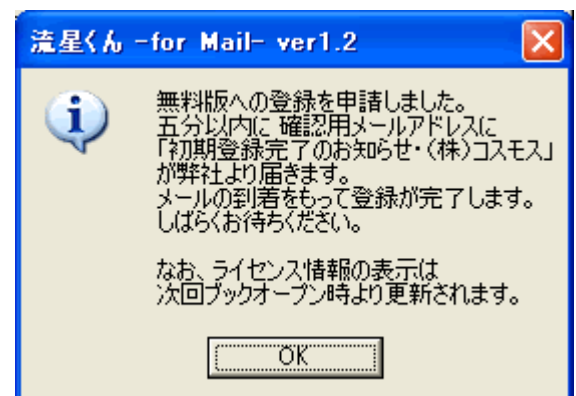 流星くん -for Mail- ver1.2
無料版への登録を申請しました。
五分以内に 確認用メールアドレスに
「初期登録完了のお知らせ・(株)コスモス」
が弊社より届きます。
メールの到着をもって登録が完了します。
しばらくお待ちください。
なお、ライセンス情報の表示は
次回ブックオープン時より更新されます。
OK